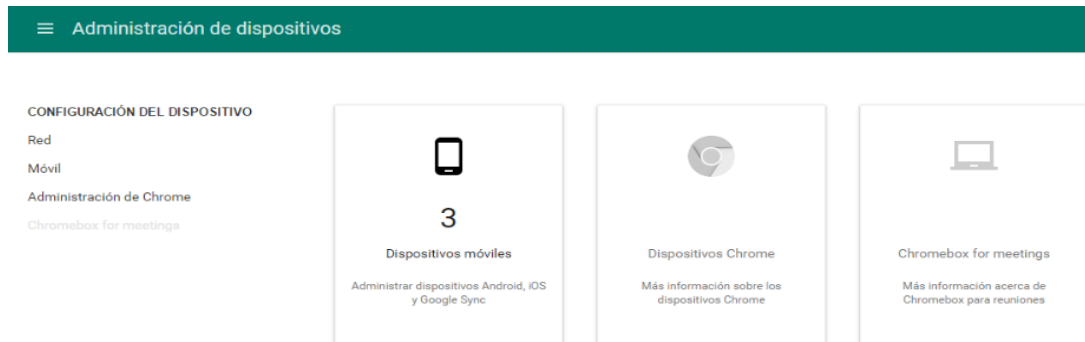 Administración de dispositivos
CONFIGURACIÓN DEL DISPOSITIVO
Red
Móvil
Administración de Chrome
Chromebox for meetings
3
Dispositivos móviles
Administrar dispositivos Android, iOS
y Google Sync
Dispositivos Chrome
Más información sobre los
dispositivos Chrome
Chromebox for meetings
Más información acerca de
Chromebox para reuniones